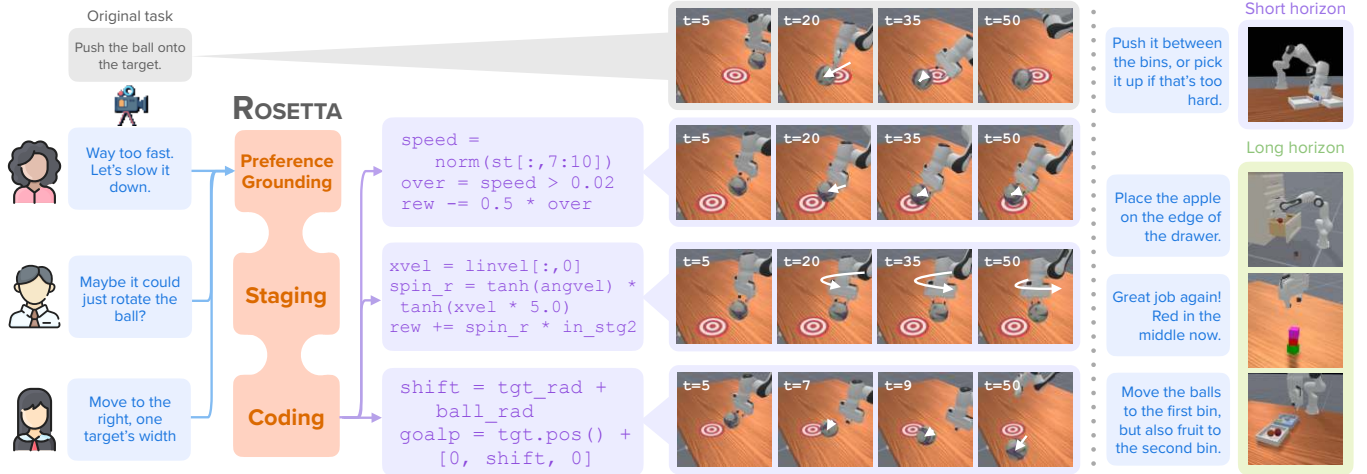 Original task
Push the ball onto
the target.
t=5
t=20
t=35
t=50
ROSETTA
Way too fast.
Let's slow it
down.
Preference
Grounding
speed =
norm(st[:,7:10])
over = speed > 0.02
rew -= 0.5 * over
t=5
t=20
t=35
t=50
Maybe it could
just rotate the
ball?
Staging
xvel = linvel[:,0]
spin_r = tanh(angvel) *
tanh(xvel * 5.0)
rew += spin_r * in_stg2
t=5
t=20
t=35
t=50
Move to the
right, one
target's width
Coding
shift = tgt_rad +
ball_rad
goalp = tgt.pos() +
[0, shift, 0]
t=5
t=7
t=9
t=50
Short horizon
Push it between
the bins, or pick
it up if that's too
hard.
Long horizon
Place the apple
on the edge of
the drawer.
Great job again!
Red in the
middle now.
Move the balls
to the first bin,
but also fruit to
the second bin.